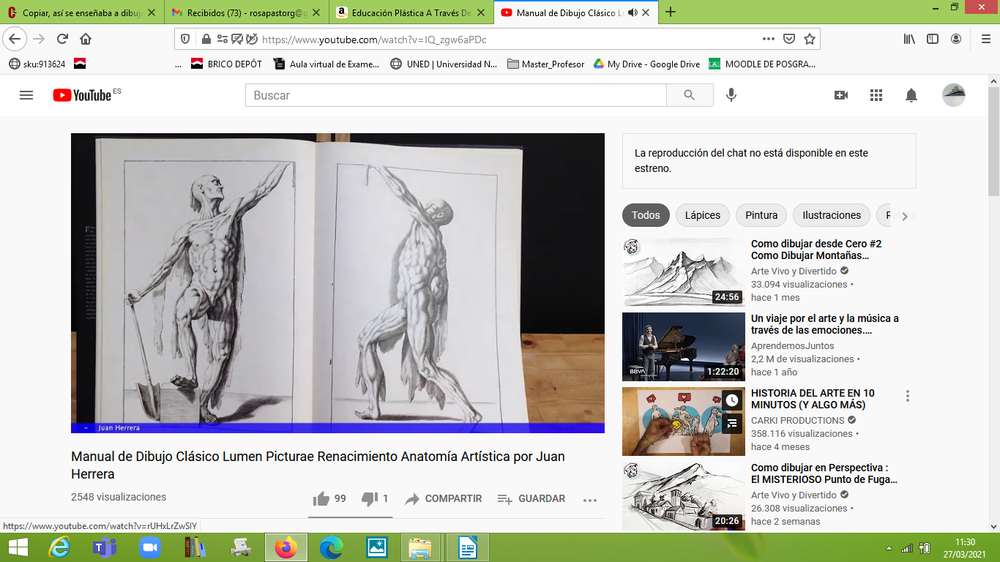 Copiar, así se enseñaba a dibuj
Recibidos (73) - rosapastorg@g
Educación Plástica A Través De
Manual de Dibujo Clásico Lu
https://www.youtube.com/watch?v=IQ_zgw6aPDc
sku:913624
...
BRICO DEPÔT
Aula virtual de Exame...
UNED | Universidad N...
Master_Profesor
My Drive - Google Drive
MOODLE DE POSGRA...
YouTube ES
Buscar
Juan Herrera
Manual de Dibujo Clásico Lumen Picturae Renacimiento Anatomía Artística por Juan
Herrera
2548 visualizaciones
99
1
COMPARTIR
GUARDAR
La reproducción del chat no está disponible en este
estreno.
Todos
Lápices
Pintura
Ilustraciones
24:56
Como dibujar desde Cero #2
Como Dibujar Montañas...
Arte Vivo y Divertido
33.094 visualizaciones •
hace 1 mes
BBVA
1:22:20
Un viaje por el arte y la música a
través de las emociones....
AprendemosJuntos
2,2 M de visualizaciones •
hace 1 año
HISTORIA DEL ARTE EN 10
MINUTOS (Y ALGO MÁS)
CARKI PRODUCTIONS
358.116 visualizaciones •
hace 4 meses
20:26
Como dibujar en Perspectiva :
El MISTERIOSO Punto de Fuga...
Arte Vivo y Divertido
26.308 visualizaciones •
hace 2 semanas
https://www.youtube.com/watch?v=rUHxLrZwSIY
11:30
27/03/2021